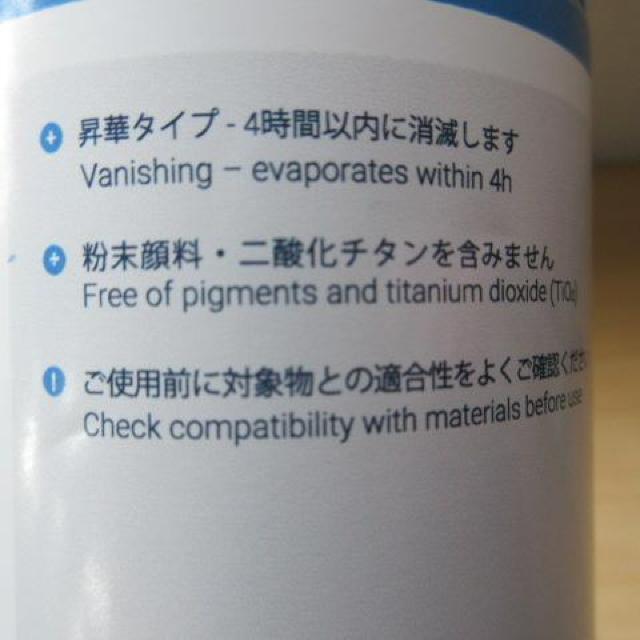 昇華タイプ - 4時間以内に消滅します
Vanishing – evaporates within 4h
粉末顔料・二酸化チタンを含みません
Free of pigments and titanium dioxide (TiO₂)
ご使用前に対象物との適合性をよくご確認くださ
Check compatibility with materials before use